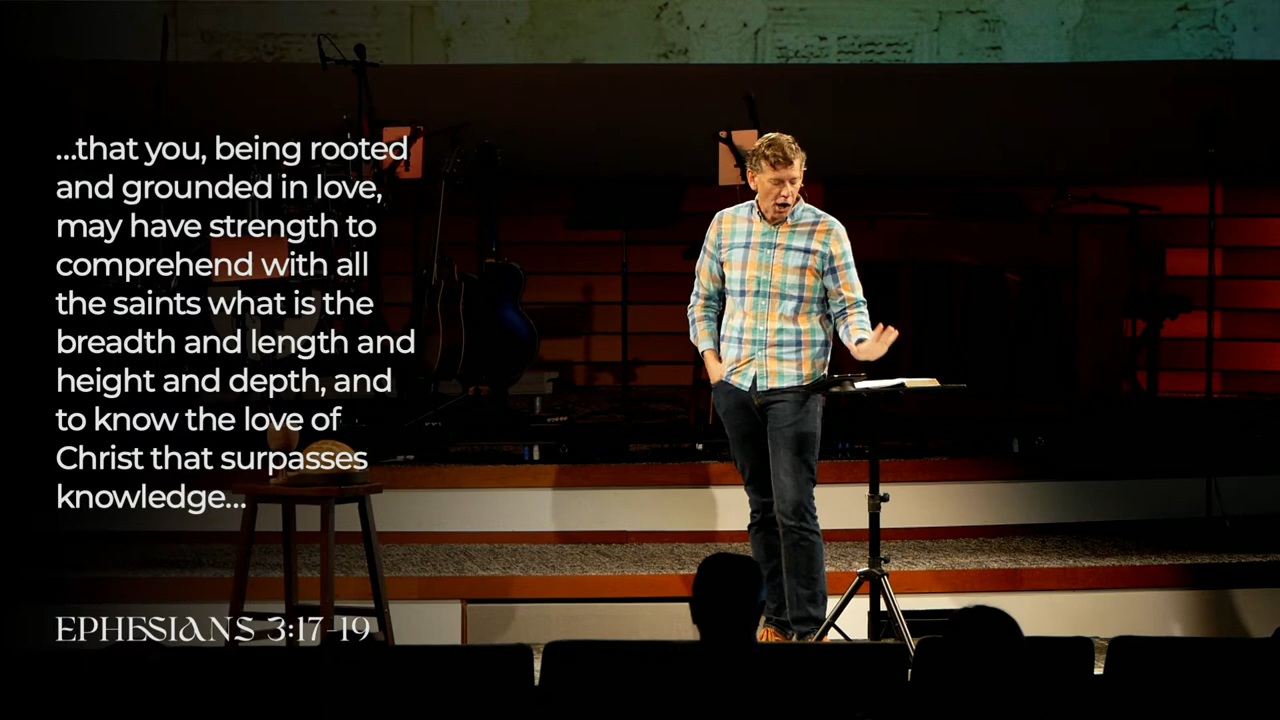 ...that you, being rooted
and grounded in love,
may have strength to
comprehend with all
the saints what is the
breadth and length and
height and depth, and
to know the love of
Christ that surpasses
knowledge...
EPHESIANS 3:17-19